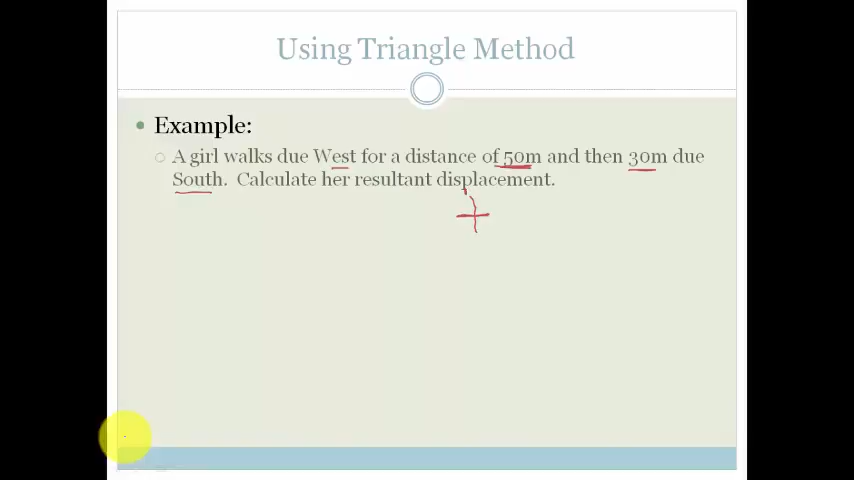 Using Triangle Method
Example:
A girl walks due West for a distance of 50m and then 30m due
South. Calculate her resultant displacement.